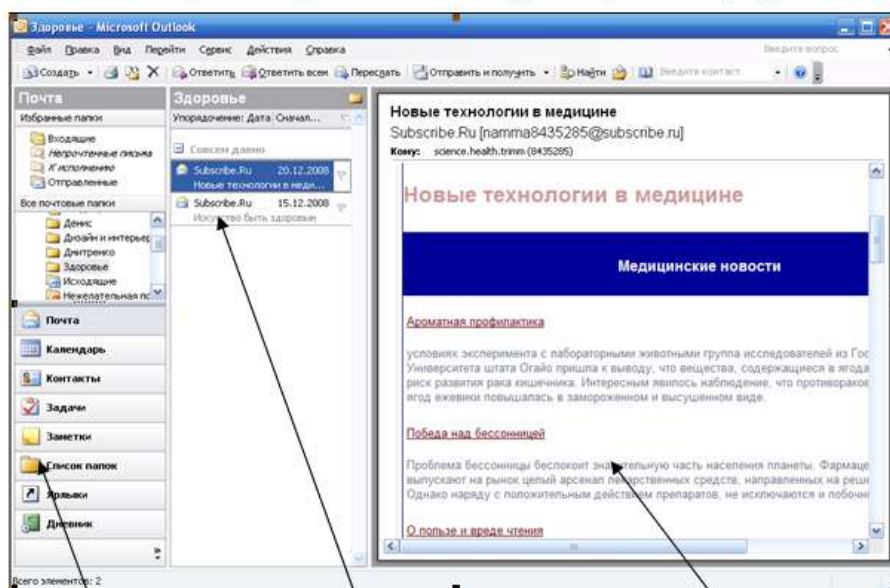 Здоровье - Microsoft Outlook
Файл Правка Вид Перейти Сервис Действия Справка
Введите вопрос
Создать Ответить Ответить всем Переслать Отправить и получить Найти Введите контакт
Почта
Избранные папки
Входящие
Непрочтенные письма
К исполнению
Отправленные
Все почтовые папки
Денис
Дизайн и интерьер
Дмитренко
Здоровье
Исходящие
Нежелательная по
Почта
Календарь
Контакты
Задачи
Заметки
Список папок
Ярлыки
Дневник
Всего элементов: 2
Здоровье
Упорядочение: Дата Сначал...
Совсем давно
Subscribe.Ru 20.12.2008
Новые технологии в меди...
Subscribe.Ru 15.12.2008
Искусство быть здоровым
Новые технологии в медицине
Subscribe.Ru [namma8435285@subscribe.ru]
Кому: science.health.trimm (8435285)
Новые технологии в медицине
Медицинские новости
Ароматная профилактика
условиях эксперимента с лабораторными животными группа исследователей из Гос
Университета штата Огайо пришла к выводу, что вещества, содержащиеся в ягода
риск развития рака кишечника. Интересным явилось наблюдение, что противораков
ягод ежевики повышалась в замороженном и высушенном виде.
Победа над бессонницей
Проблема бессонницы беспокоит значительную часть населения планеты. Фармаце
выпускают на рынок целый арсенал лекарственных средств, направленных на реше
Однако наряду с положительным действием препаратов, не исключаются и побочн
О пользе и вреде чтения